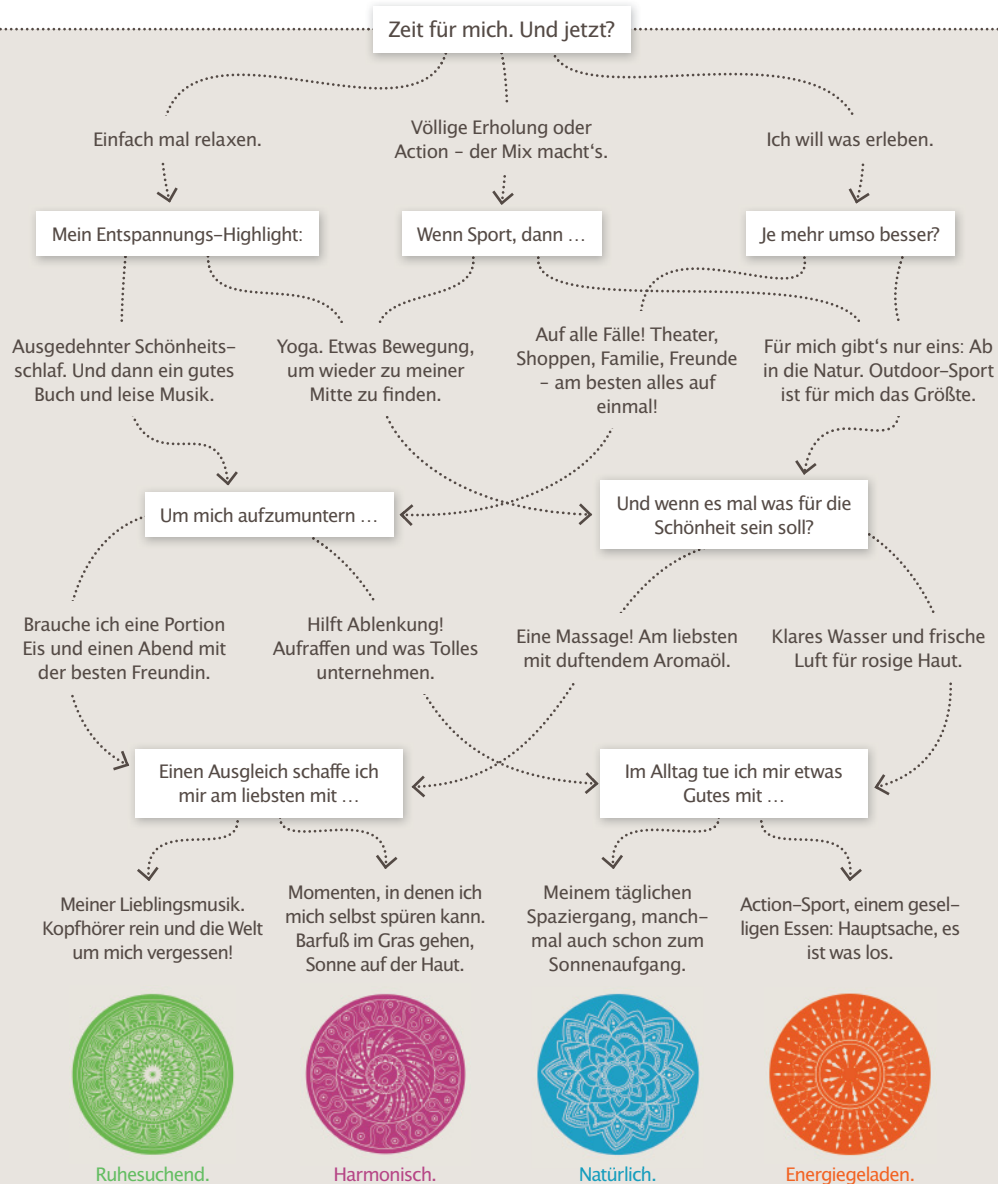 Zeit für mich. Und jetzt?
Einfach mal relaxen.
Völlige Erholung oder
Action – der Mix macht‘s.
Ich will was erleben.
Mein Entspannungs-Highlight:
Wenn Sport, dann …
Je mehr umso besser?
Ausgedehnter Schönheits-
schlaf. Und dann ein gutes
Buch und leise Musik.
Yoga. Etwas Bewegung,
um wieder zu meiner
Mitte zu finden.
Auf alle Fälle! Theater,
Shoppen, Familie, Freunde
– am besten alles auf
einmal!
Für mich gibt‘s nur eins: Ab
in die Natur. Outdoor-Sport
ist für mich das Größte.
Um mich aufzumuntern …
Und wenn es mal was für die
Schönheit sein soll?
Brauche ich eine Portion
Eis und einen Abend mit
der besten Freundin.
Hilft Ablenkung!
Aufraffen und was Tolles
unternehmen.
Eine Massage! Am liebsten
mit duftendem Aromaöl.
Klares Wasser und frische
Luft für rosige Haut.
Einen Ausgleich schaffe ich
mir am liebsten mit …
Im Alltag tue ich mir etwas
Gutes mit …
Meiner Lieblingsmusik.
Kopfhörer rein und die Welt
um mich vergessen!
Momenten, in denen ich
mich selbst spüren kann.
Barfuß im Gras gehen,
Sonne auf der Haut.
Meinem täglichen
Spaziergang, manch-
mal auch schon zum
Sonnenaufgang.
Action-Sport, einem gesel-
ligen Essen: Hauptsache, es
ist was los.
Ruhesuchend.
Harmonisch.
Natürlich.
Energiegeladen.